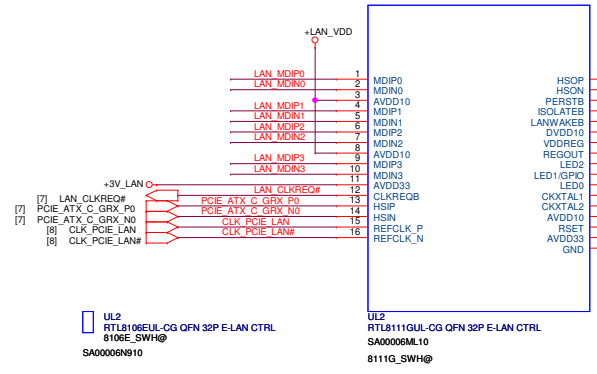 +LAN_VDD
LAN_MDIP0 1 MDIP0 HSOP
LAN_MDIN0 2 MDIN0 HSON
3 AVDD10 PERSTB
LAN_MDIP1 4 MDIP1 ISOLATEB
LAN_MDIN1 5 MDIN1 LANWAKEB
LAN_MDIP2 6 MDIP2 DVDD10
LAN_MDIN2 7 MDIN2 VDDREG
8 AVDD10 REGOUT
LAN_MDIP3 9 MDIP3 LED2
LAN_MDIN3 10 MDIN3 LED1/GPIO
+3V_LAN 11 AVDD33 LED0
[7] LAN_CLKREQ# LAN_CLKREQ# 12 CLKREQB CKXTAL1
[7] PCIE_ATX_C_GRX_P0 PCIE_ATX_C_GRX_P0 13 HSIP CKXTAL2
[7] PCIE_ATX_C_GRX_N0 PCIE_ATX_C_GRX_N0 14 HSIN AVDD10
[8] CLK_PCIE_LAN CLK_PCIE_LAN 15 REFCLK_P RSET
[8] CLK_PCIE_LAN# CLK_PCIE_LAN# 16 REFCLK_N AVDD33
GND
UL2
RTL8106EUL-CG QFN 32P E-LAN CTRL
8106E_SWH@
SA00006N910
UL2
RTL8111GUL-CG QFN 32P E-LAN CTRL
SA00006ML10
8111G_SWH@